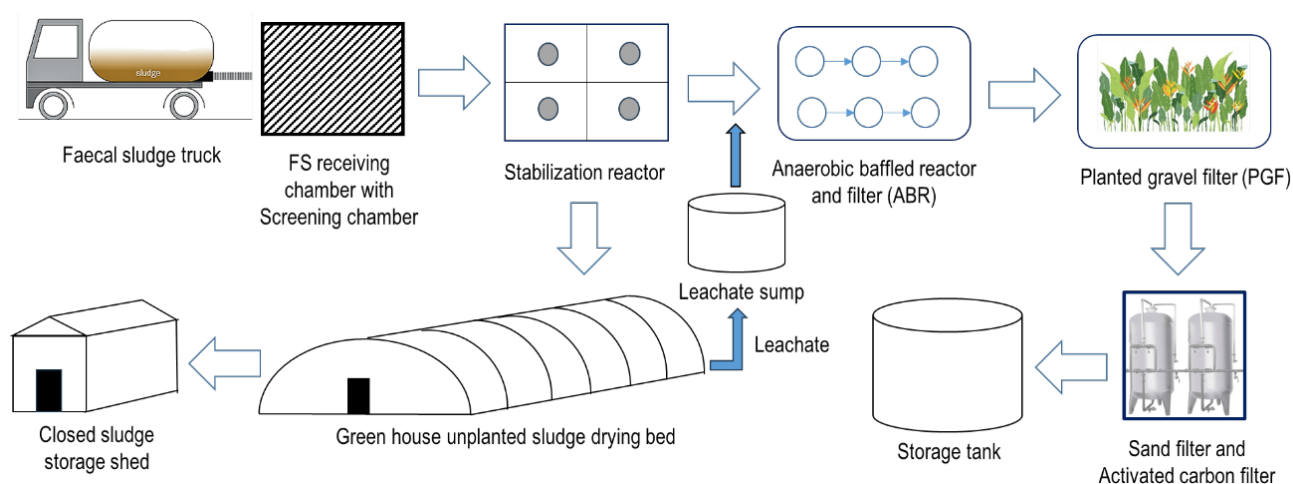 sludge
Faecal sludge truck
FS receiving
chamber with
Screening chamber
Stabilization reactor
Anaerobic baffled reactor
and filter (ABR)
Planted gravel filter (PGF)
Leachate sump
Leachate
Closed sludge
storage shed
Green house unplanted sludge drying bed
Storage tank
Sand filter and
Activated carbon filter